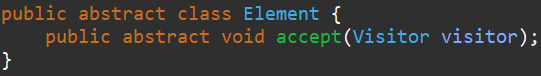 public abstract class Element {
    public abstract void accept(Visitor visitor);
}